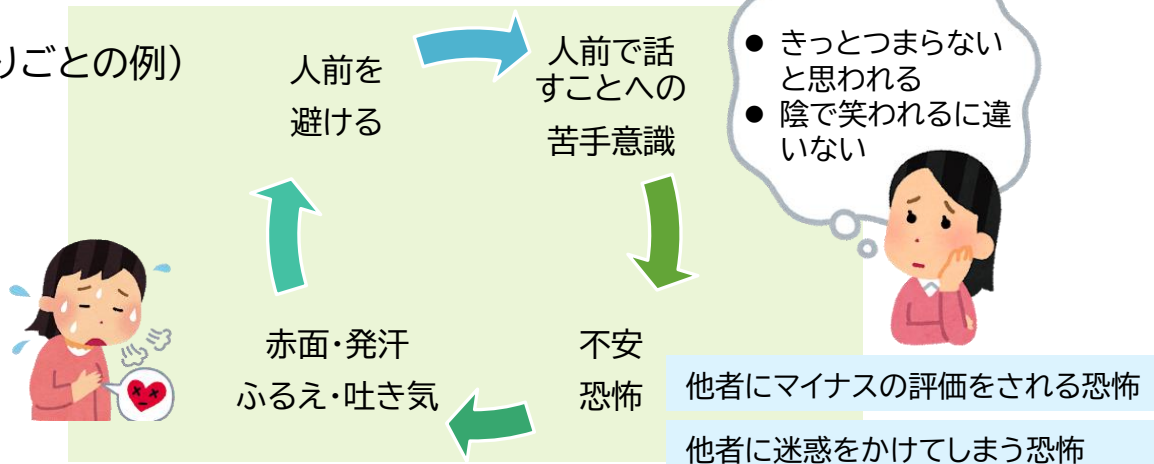 りごとの例）
人前を
避ける
人前で話
すことへの
苦手意識
● きっとつまらない
と思われる
● 陰で笑われるに違
いない
赤面・発汗
ふるえ・吐き気
不安
恐怖
他者にマイナスの評価をされる恐怖
他者に迷惑をかけてしまう恐怖